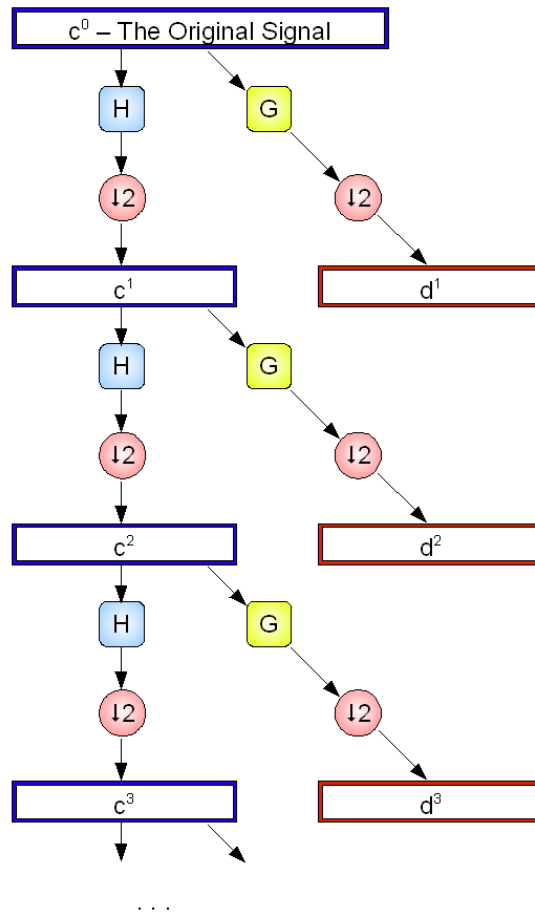 c⁰ – The Original Signal
H
G
↓2
↓2
c¹
d¹
H
G
↓2
↓2
c²
d²
H
G
↓2
↓2
c³
d³
. . .